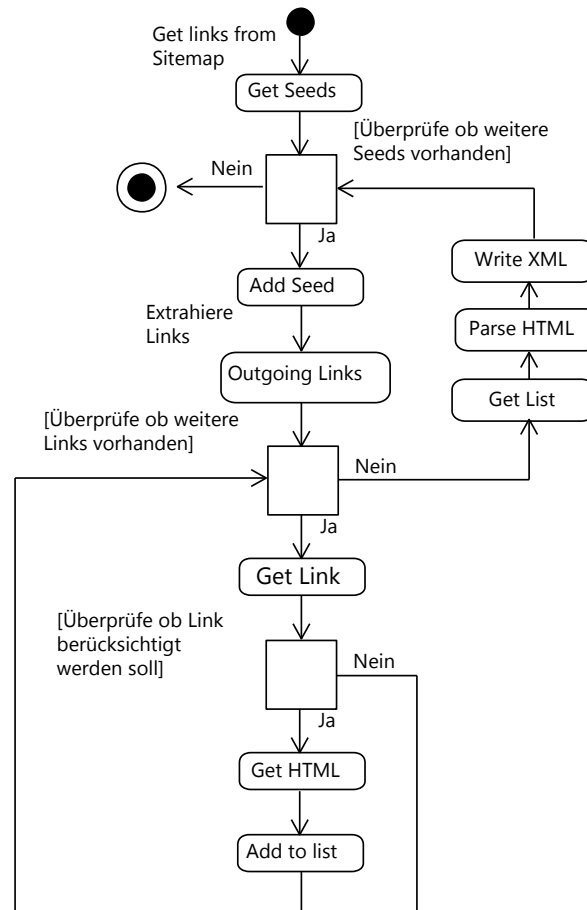 Get links from
Sitemap
Get Seeds
[Überprüfe ob weitere
Seeds vorhanden]
Nein
Ja
Write XML
Add Seed
Extrahiere
Links
Parse HTML
Outgoing Links
Get List
[Überprüfe ob weitere
Links vorhanden]
Nein
Ja
Get Link
[Überprüfe ob Link
berücksichtigt
werden soll]
Nein
Ja
Get HTML
Add to list